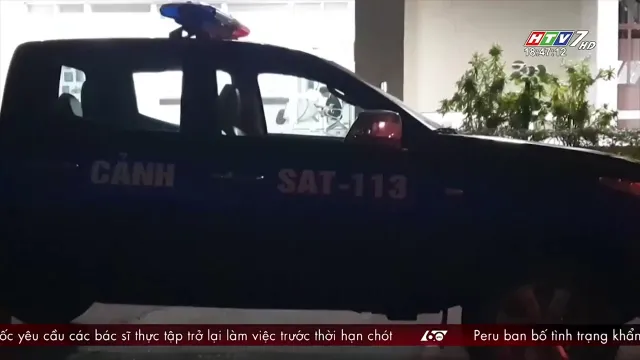 HTV7 HD
18:47:12
CẢNH SAT-113
ốc yêu cầu các bác sĩ thực tập trở lại làm việc trước thời hạn chót 60 Peru ban bố tình trạng khẩn